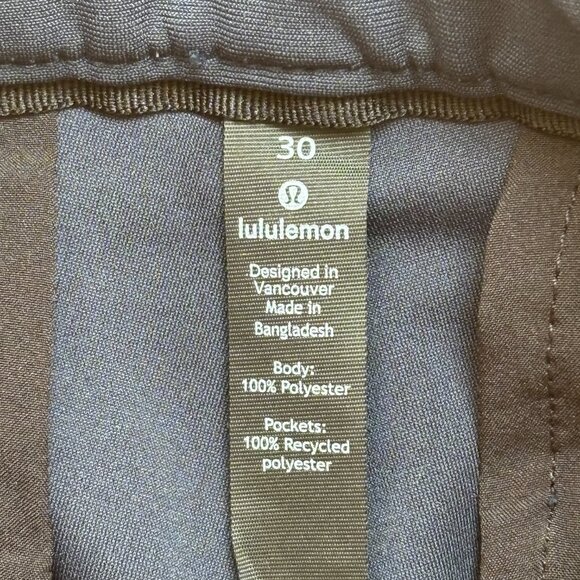 30
lululemon
Designed in
Vancouver
Made in
Bangladesh
Body:
100% Polyester
Pockets:
100% Recycled
polyester